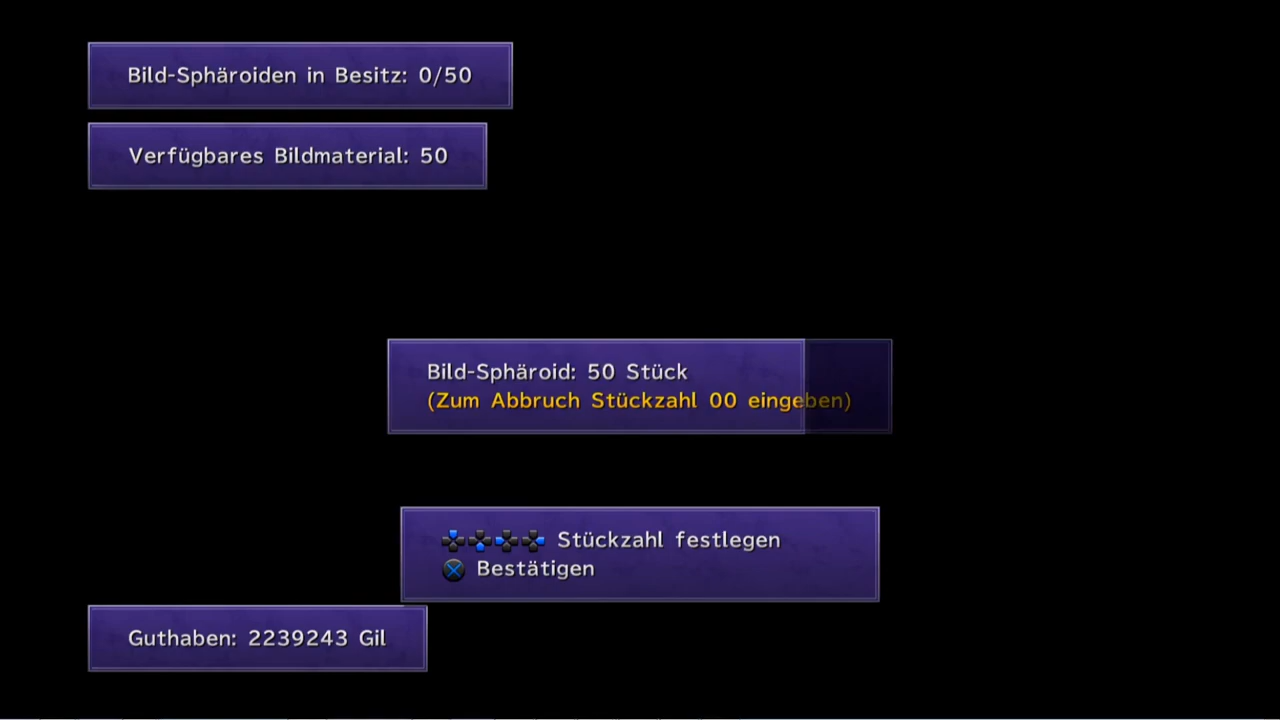 Bild-Sphäroiden in Besitz: 0/50
Verfügbares Bildmaterial: 50
Bild-Sphäroid: 50 Stück
(Zum Abbruch Stückzahl 00 eingeben)
Stückzahl festlegen
Bestätigen
Guthaben: 2239243 Gil